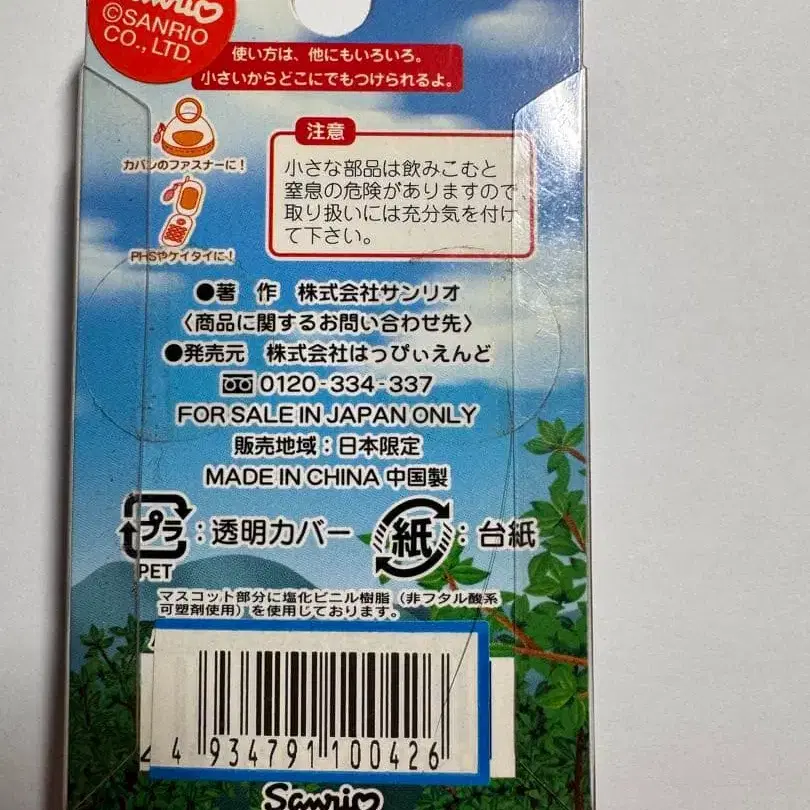 Sanrio
©SANRIO
CO., LTD.
使い方は、他にもいろいろ。
小さいからどこにでもつけられるよ。
カバンのファスナーに!
PHSやケイタイに!
注意
小さな部品は飲みこむと
窒息の危険がありますので
取り扱いには充分気を付け
て下さい。
●著 作 株式会社サンリオ
〈商品に関するお問い合わせ先〉
●発売元 株式会社はっぴぃえんど
0120-334-337
FOR SALE IN JAPAN ONLY
販売地域:日本限定
MADE IN CHINA 中国製
プラ:透明カバー
PET
紙:台紙
マスコット部分に塩化ビニル樹脂(非フタル酸系
可塑剤使用)を使用しております。
4 934791 100426
Sanrio